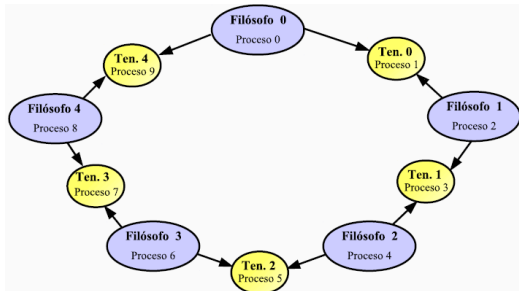 Filósofo 0
Proceso 0
Ten. 4
Proceso 9
Ten. 0
Proceso 1
Filósofo 4
Proceso 8
Filósofo 1
Proceso 2
Ten. 3
Proceso 7
Ten. 1
Proceso 3
Filósofo 3
Proceso 6
Filósofo 2
Proceso 4
Ten. 2
Proceso 5